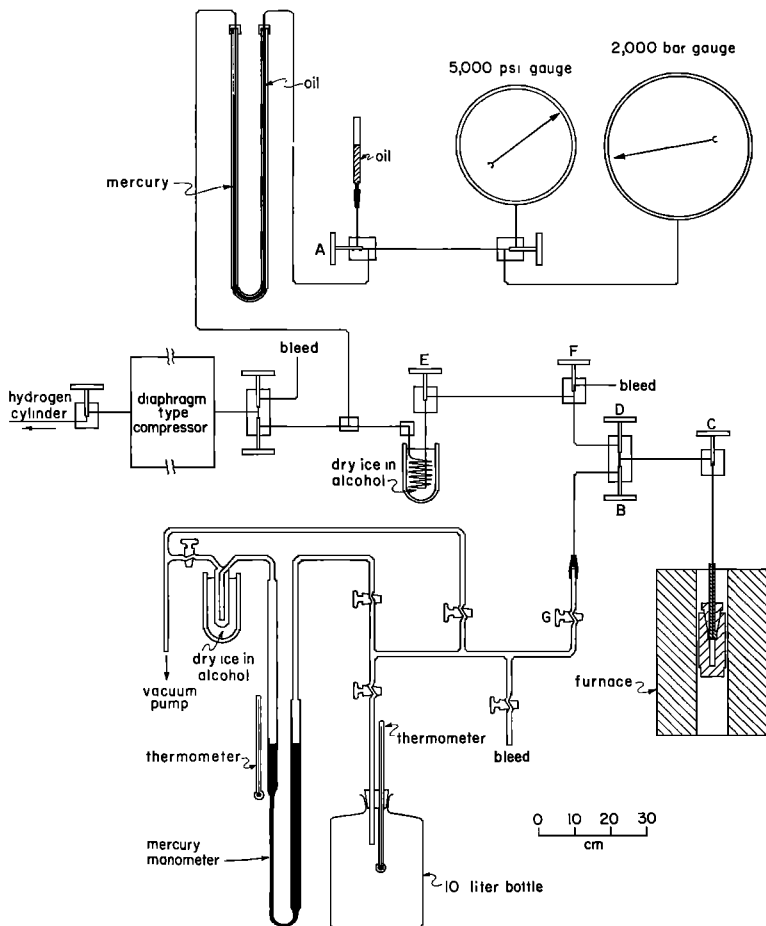 5,000 psi gauge
2,000 bar gauge
oil
oil
mercury
A
bleed
E
F
bleed
hydrogen
cylinder
diaphragm
type
compressor
D
C
dry ice in
alcohol
B
G
dry ice in
alcohol
vacuum
pump
furnace
thermometer
thermometer
bleed
mercury
manometer
10 liter bottle
0 10 20 30
cm